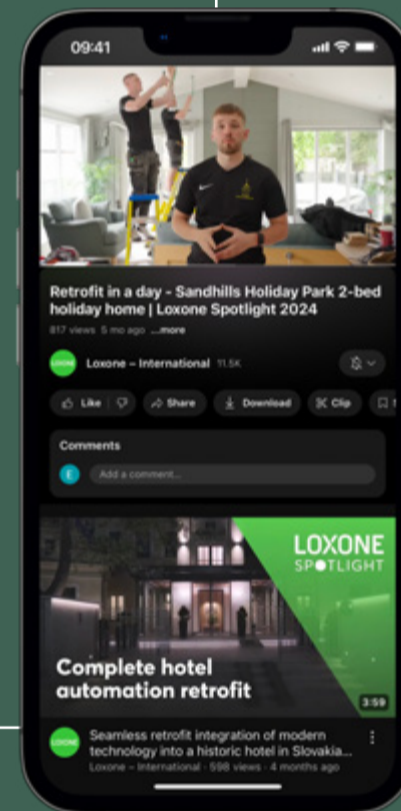 09:41
Retrofit in a day - Sandhills Holiday Park 2-bed
holiday home | Loxone Spotlight 2024
817 views 5 mo ago ...more
LOXONE
Loxone – International 11.5K
Like
Share
Download
Clip
Comments
E
Add a comment...
LOXONE
SPOTLIGHT
Complete hotel
automation retrofit
3:59
LOXONE
Seamless retrofit integration of modern
technology into a historic hotel in Slovakia...
Loxone – International · 598 views · 4 months ago